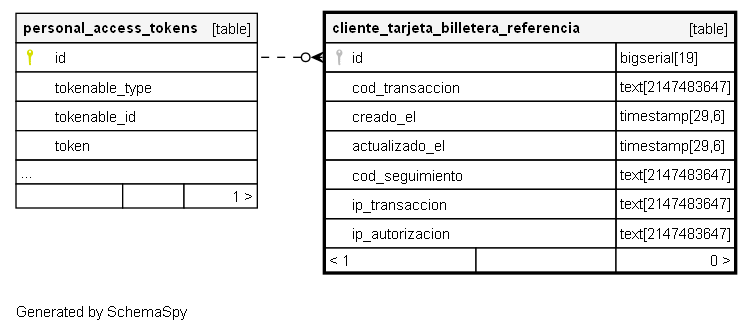 personal_access_tokens [table]
id
tokenable_type
tokenable_id
token
...
1 >
cliente_tarjeta_billetera_referencia [table]
id bigserial[19]
cod_transaccion text[2147483647]
creado_el timestamp[29,6]
actualizado_el timestamp[29,6]
cod_seguimiento text[2147483647]
ip_transaccion text[2147483647]
ip_autorizacion text[2147483647]
< 1 0 >
Generated by SchemaSpy